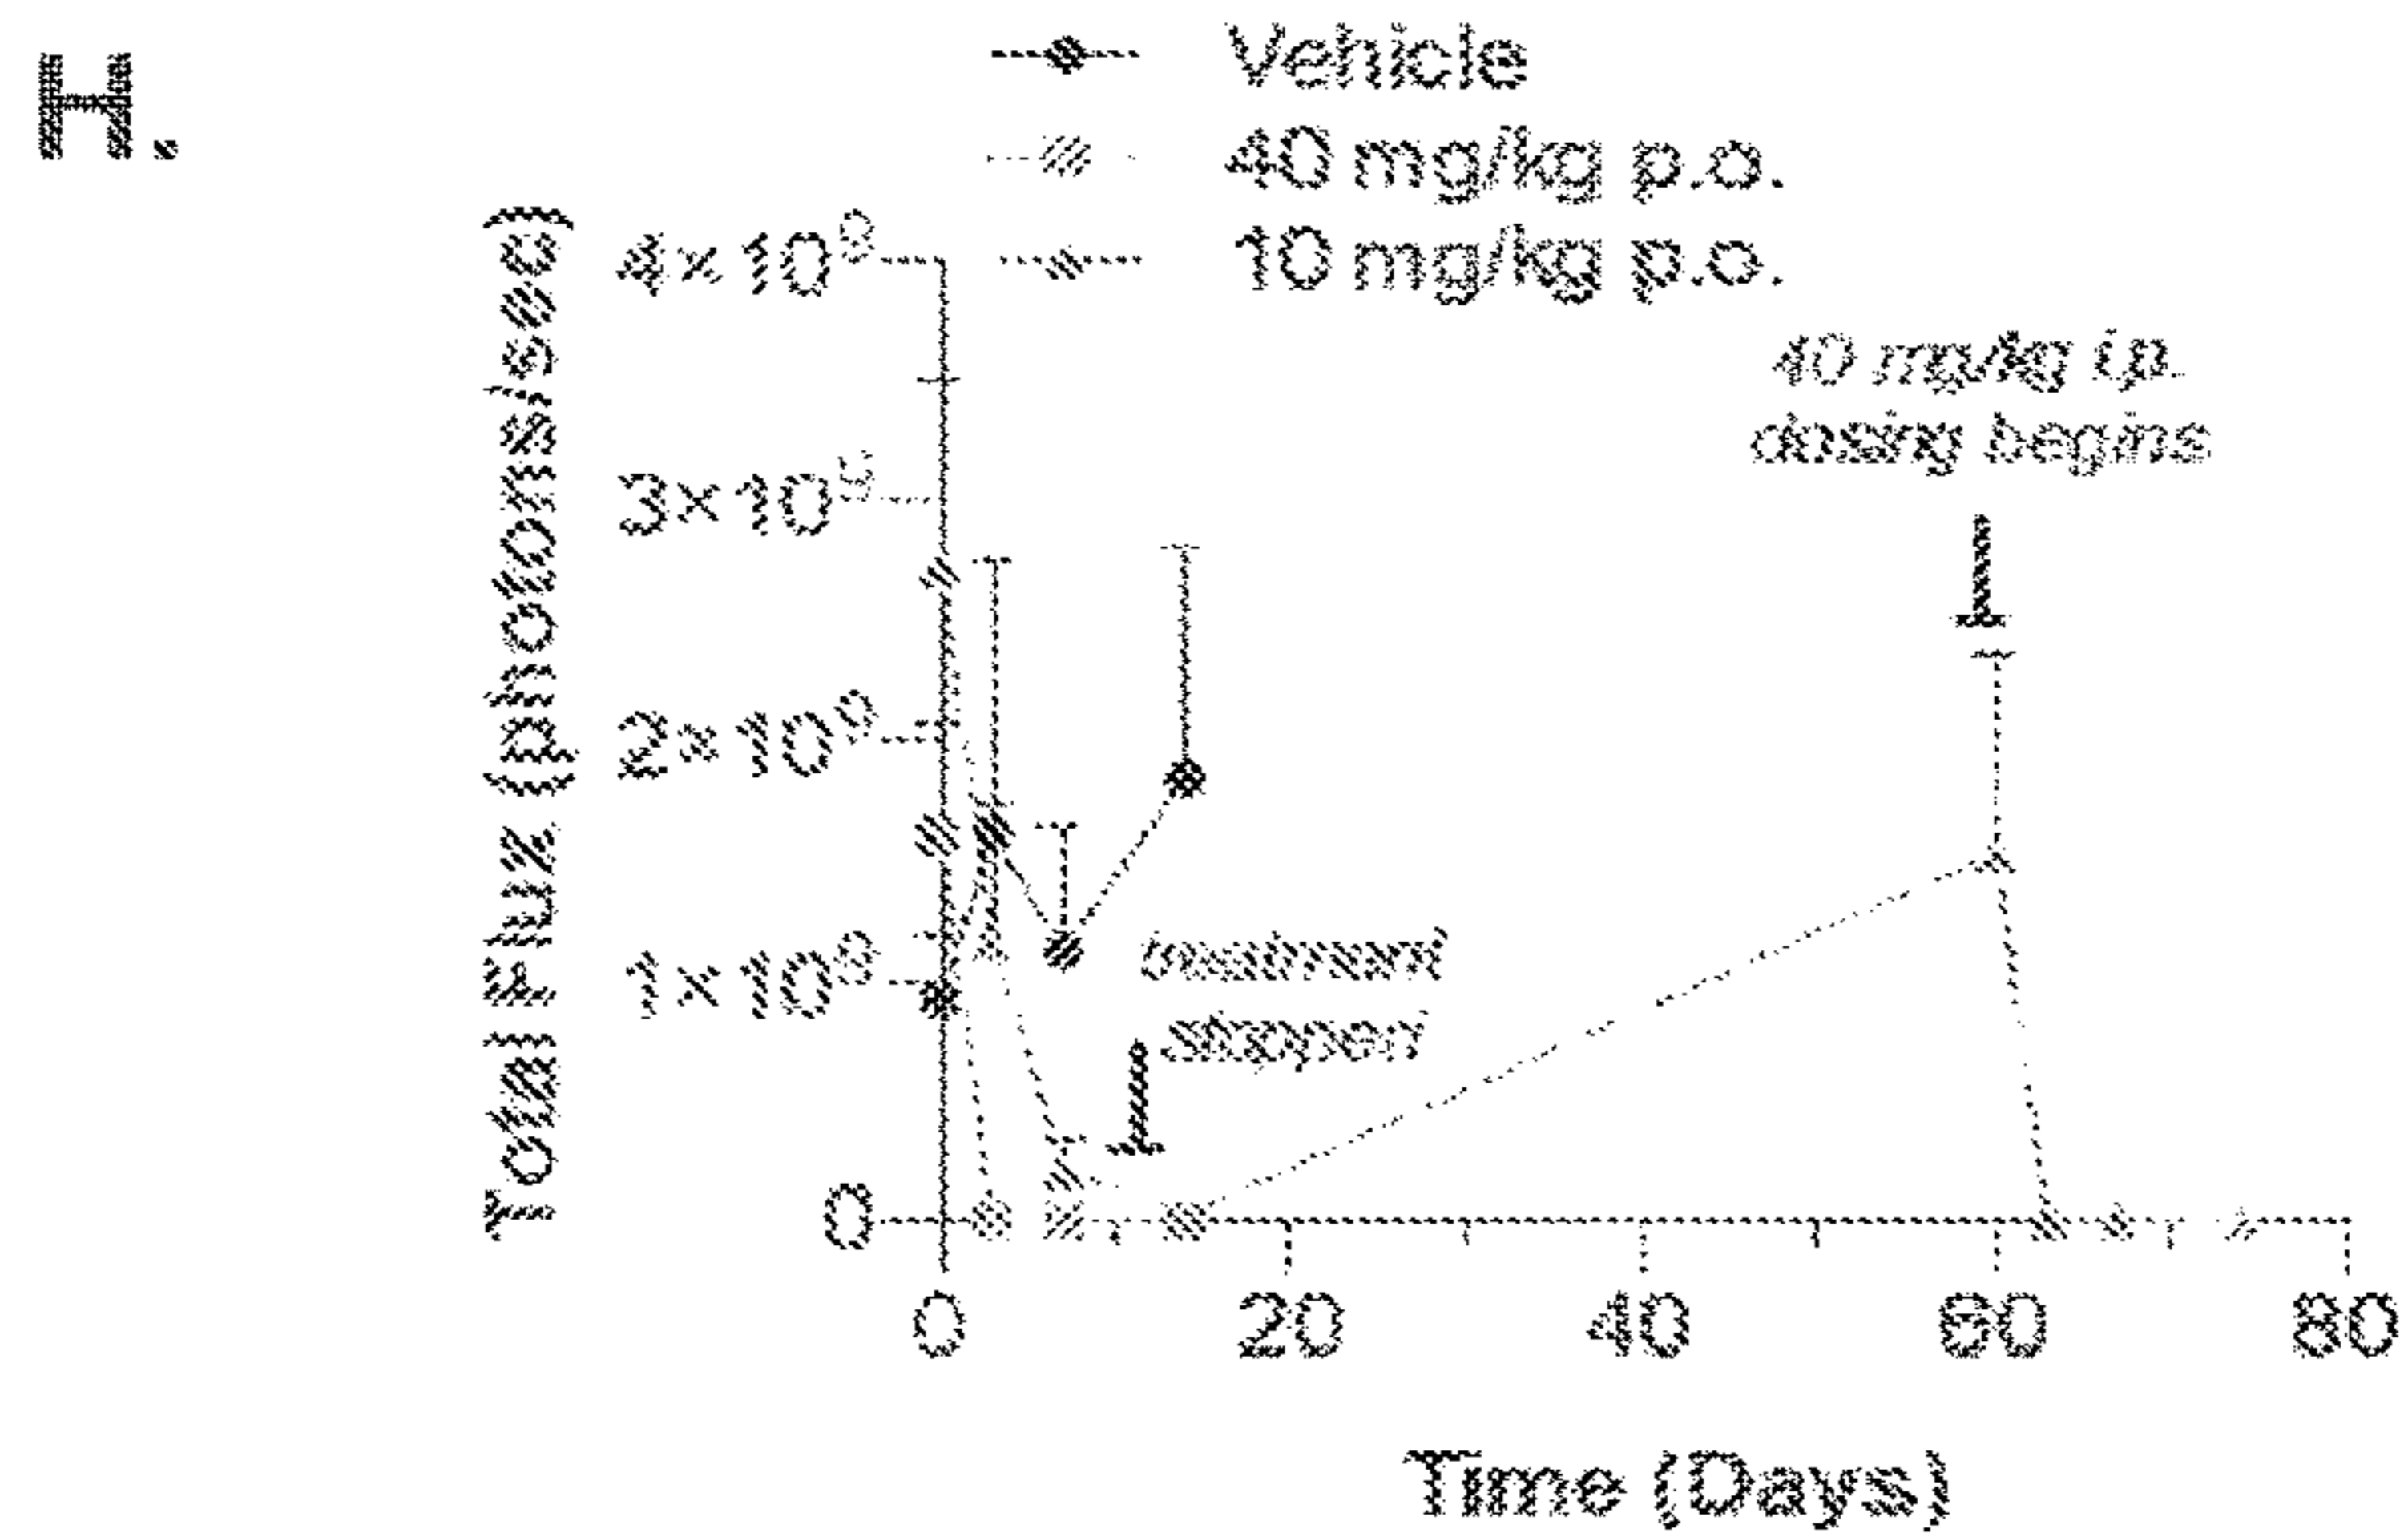 H.
Vehicle
40 mg/kg p.o.
10 mg/kg p.o.
Total Flux (photons/sec)
4×10⁹
3×10⁹
2×10⁹
1×10⁹
0
40 mg/kg i.p.
dosing begins
treatment
stopped
0 20 40 60 80
Time (Days)